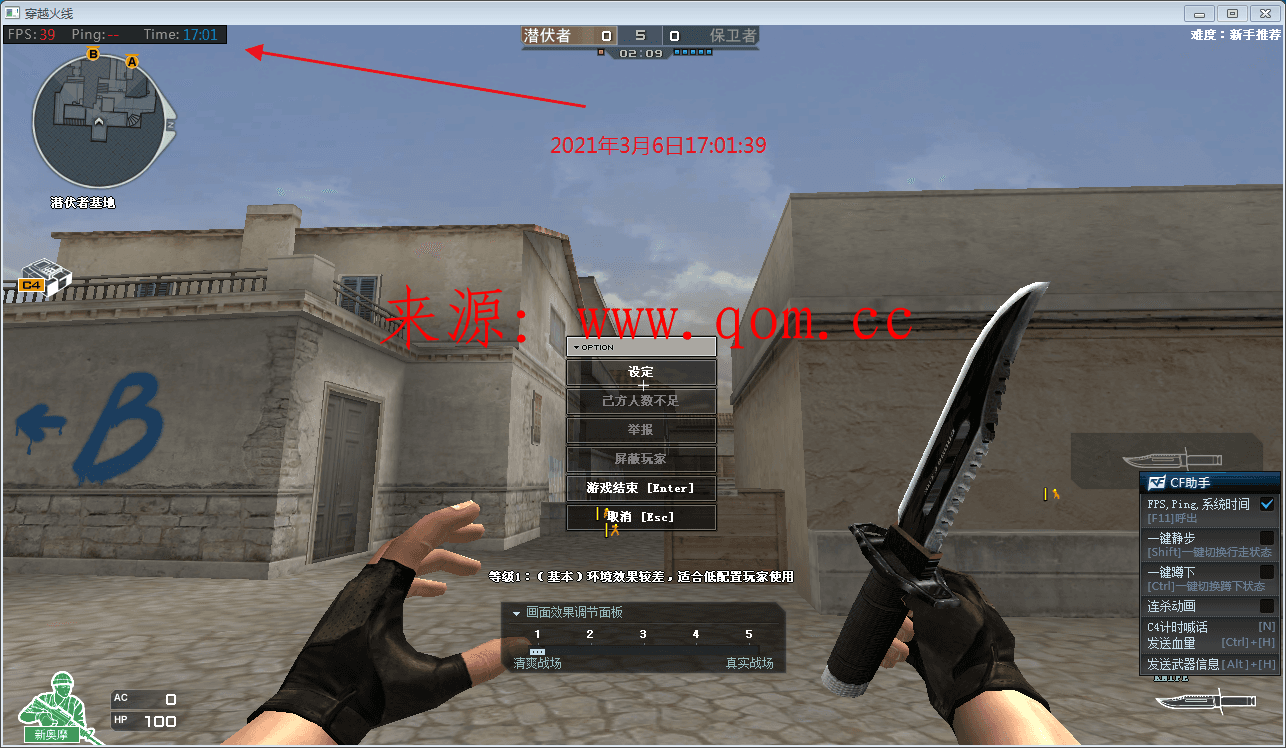 穿越火线
FPS:39 Ping:-- Time: 17:01
潜伏者 0 5 0 保卫者
02:09
难度：新手推荐
B
A
N
2021年3月6日17:01:39
潜伏者基地
C4
来源：www.qom.cc
OPTION
设定
己方人数不足
举报
屏蔽玩家
游戏结束 [Enter]
取消 [Esc]
B
CF助手
FPS, Ping, 系统时间
[F11]呼出
一键静步
[Shift]一键切换行走状态
一键蹲下
[Ctrl]一键切换蹲下状态
连杀动画
C4计时喊话 [N]
发送血量 [Ctrl]+[H]
发送武器信息[Alt]+[H]
KNIFE
等级1：（基本）环境效果较差，适合低配置玩家使用
画面效果调节面板
1 2 3 4 5
清爽战场 真实战场
AC 0
HP 100
新奥摩